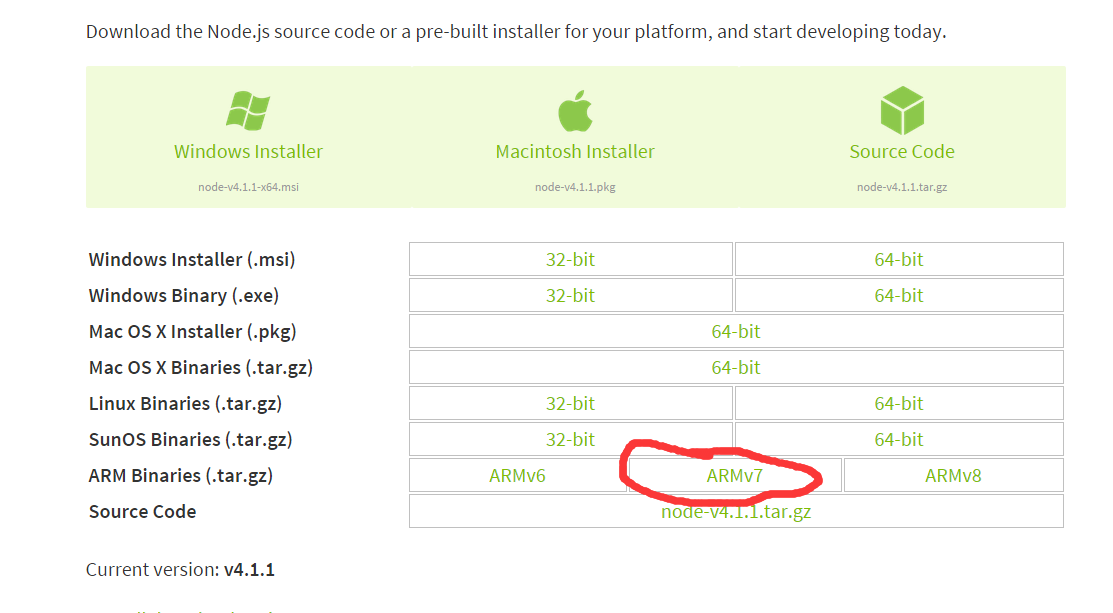 Download the Node.js source code or a pre-built installer for your platform, and start developing today.
Windows Installer Macintosh Installer Source Code
node-v4.1.1-x64.msi node-v4.1.1.pkg node-v4.1.1.tar.gz
Windows Installer (.msi) 32-bit 64-bit
Windows Binary (.exe) 32-bit 64-bit
Mac OS X Installer (.pkg) 64-bit
Mac OS X Binaries (.tar.gz) 64-bit
Linux Binaries (.tar.gz) 32-bit 64-bit
SunOS Binaries (.tar.gz) 32-bit 64-bit
ARM Binaries (.tar.gz) ARMv6 ARMv7 ARMv8
Source Code node-v4.1.1.tar.gz
Current version: v4.1.1